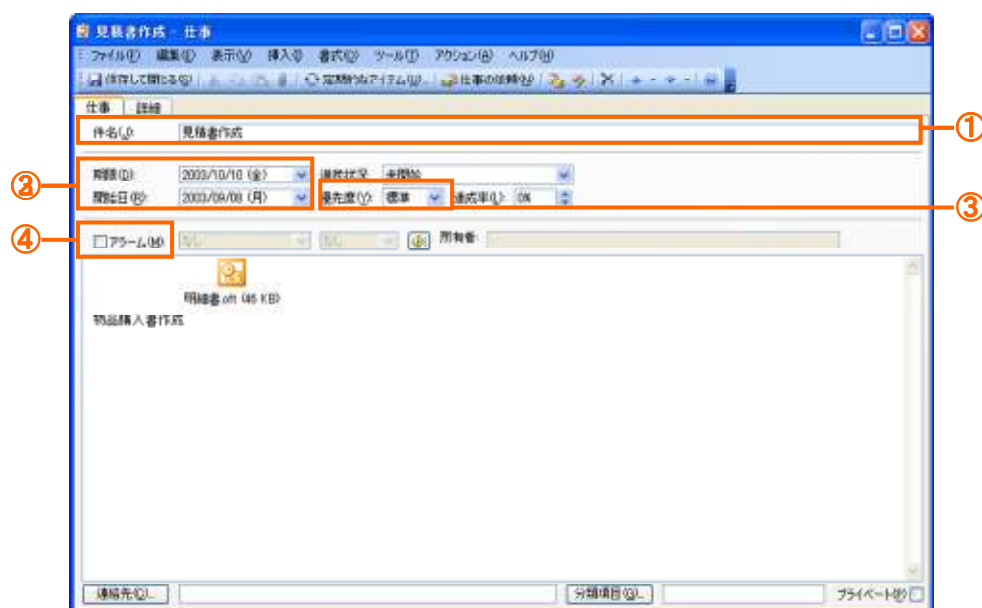 見積書作成 - 仕事
ファイル(F) 編集(E) 表示(V) 挿入(I) 書式(O) ツール(T) アクション(A) ヘルプ(H)
保存して閉じる(S) 定期的なアイテム(U)... 仕事の依頼(N)
仕事 詳細
件名(J): 見積書作成 ①
期限(D): 2003/10/10 (金) 進捗状況 未開始
②
開始日(R): 2003/09/08 (月) 優先度(Y): 標準 達成率(L): 0% ③
④ アラーム(M) なし なし 所有者:
明細書.oft (46 KB)
物品購入書作成
連絡先(C)... 分類項目(G)... プライベート(P)